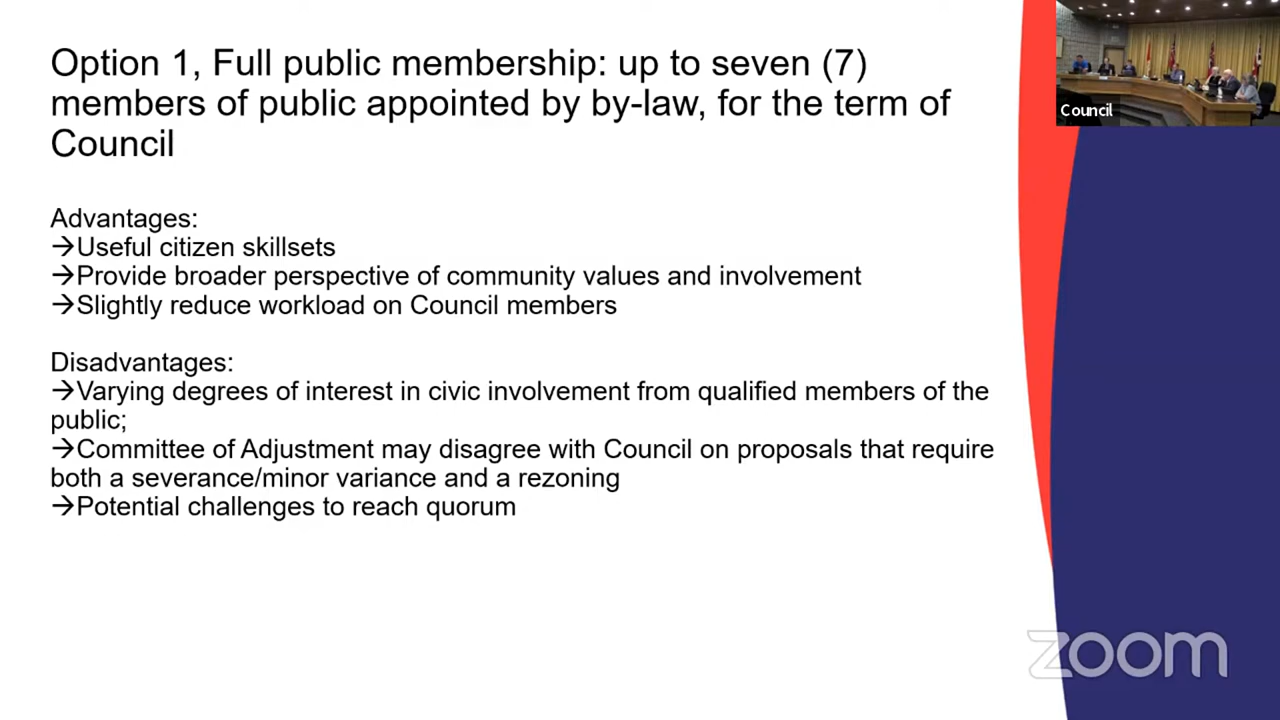 Option 1, Full public membership: up to seven (7)
members of public appointed by by-law, for the term of
Council
Council
Advantages:
→Useful citizen skillsets
→Provide broader perspective of community values and involvement
→Slightly reduce workload on Council members
Disadvantages:
→Varying degrees of interest in civic involvement from qualified members of the
public;
→Committee of Adjustment may disagree with Council on proposals that require
both a severance/minor variance and a rezoning
→Potential challenges to reach quorum
zoom